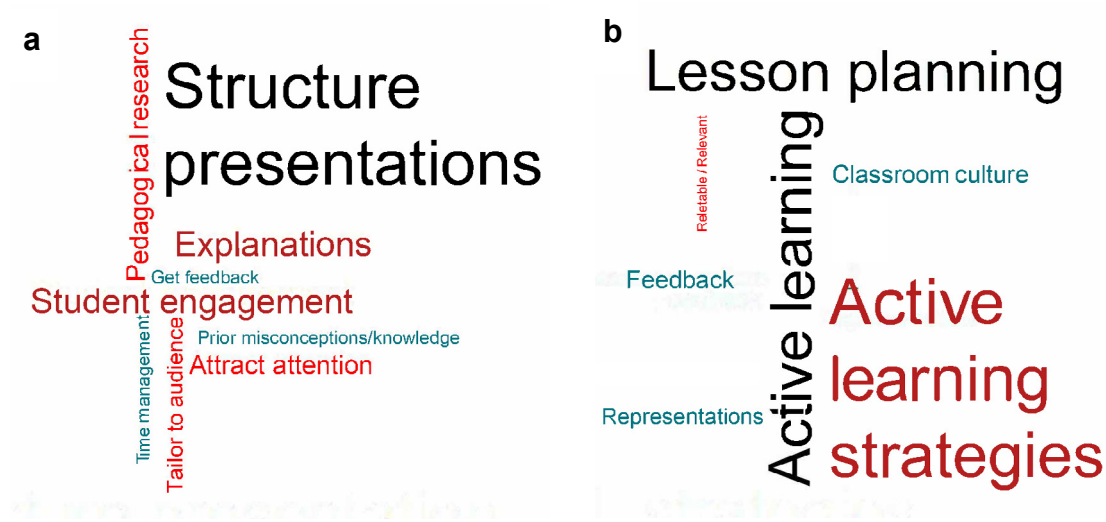 a
Pedagogical research
Structure
presentations
Explanations
Get feedback
Student engagement
Time management
Tailor to audience
Prior misconceptions/knowledge
Attract attention
b
Lesson planning
Reletable / Relevant
Active learning
Classroom culture
Feedback
Active
learning
strategies
Representations